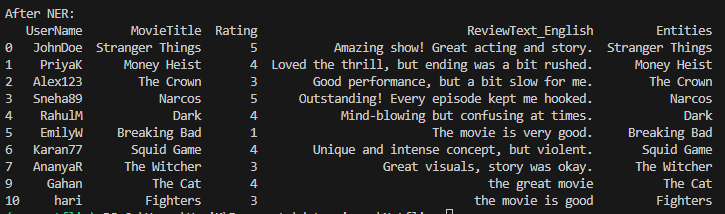 After NER:
UserName MovieTitle Rating ReviewText_English Entities
0 JohnDoe Stranger Things 5 Amazing show! Great acting and story. Stranger Things
1 PriyaK Money Heist 4 Loved the thrill, but ending was a bit rushed. Money Heist
2 Alex123 The Crown 3 Good performance, but a bit slow for me. The Crown
3 Sneha89 Narcos 5 Outstanding! Every episode kept me hooked. Narcos
4 RahulM Dark 4 Mind-blowing but confusing at times. Dark
5 EmilyW Breaking Bad 1 The movie is very good. Breaking Bad
6 Karan77 Squid Game 4 Unique and intense concept, but violent. Squid Game
7 AnanyaR The Witcher 3 Great visuals, story was okay. The Witcher
9 Gahan The Cat 4 the great movie The Cat
10 hari Fighters 3 the movie is good Fighters